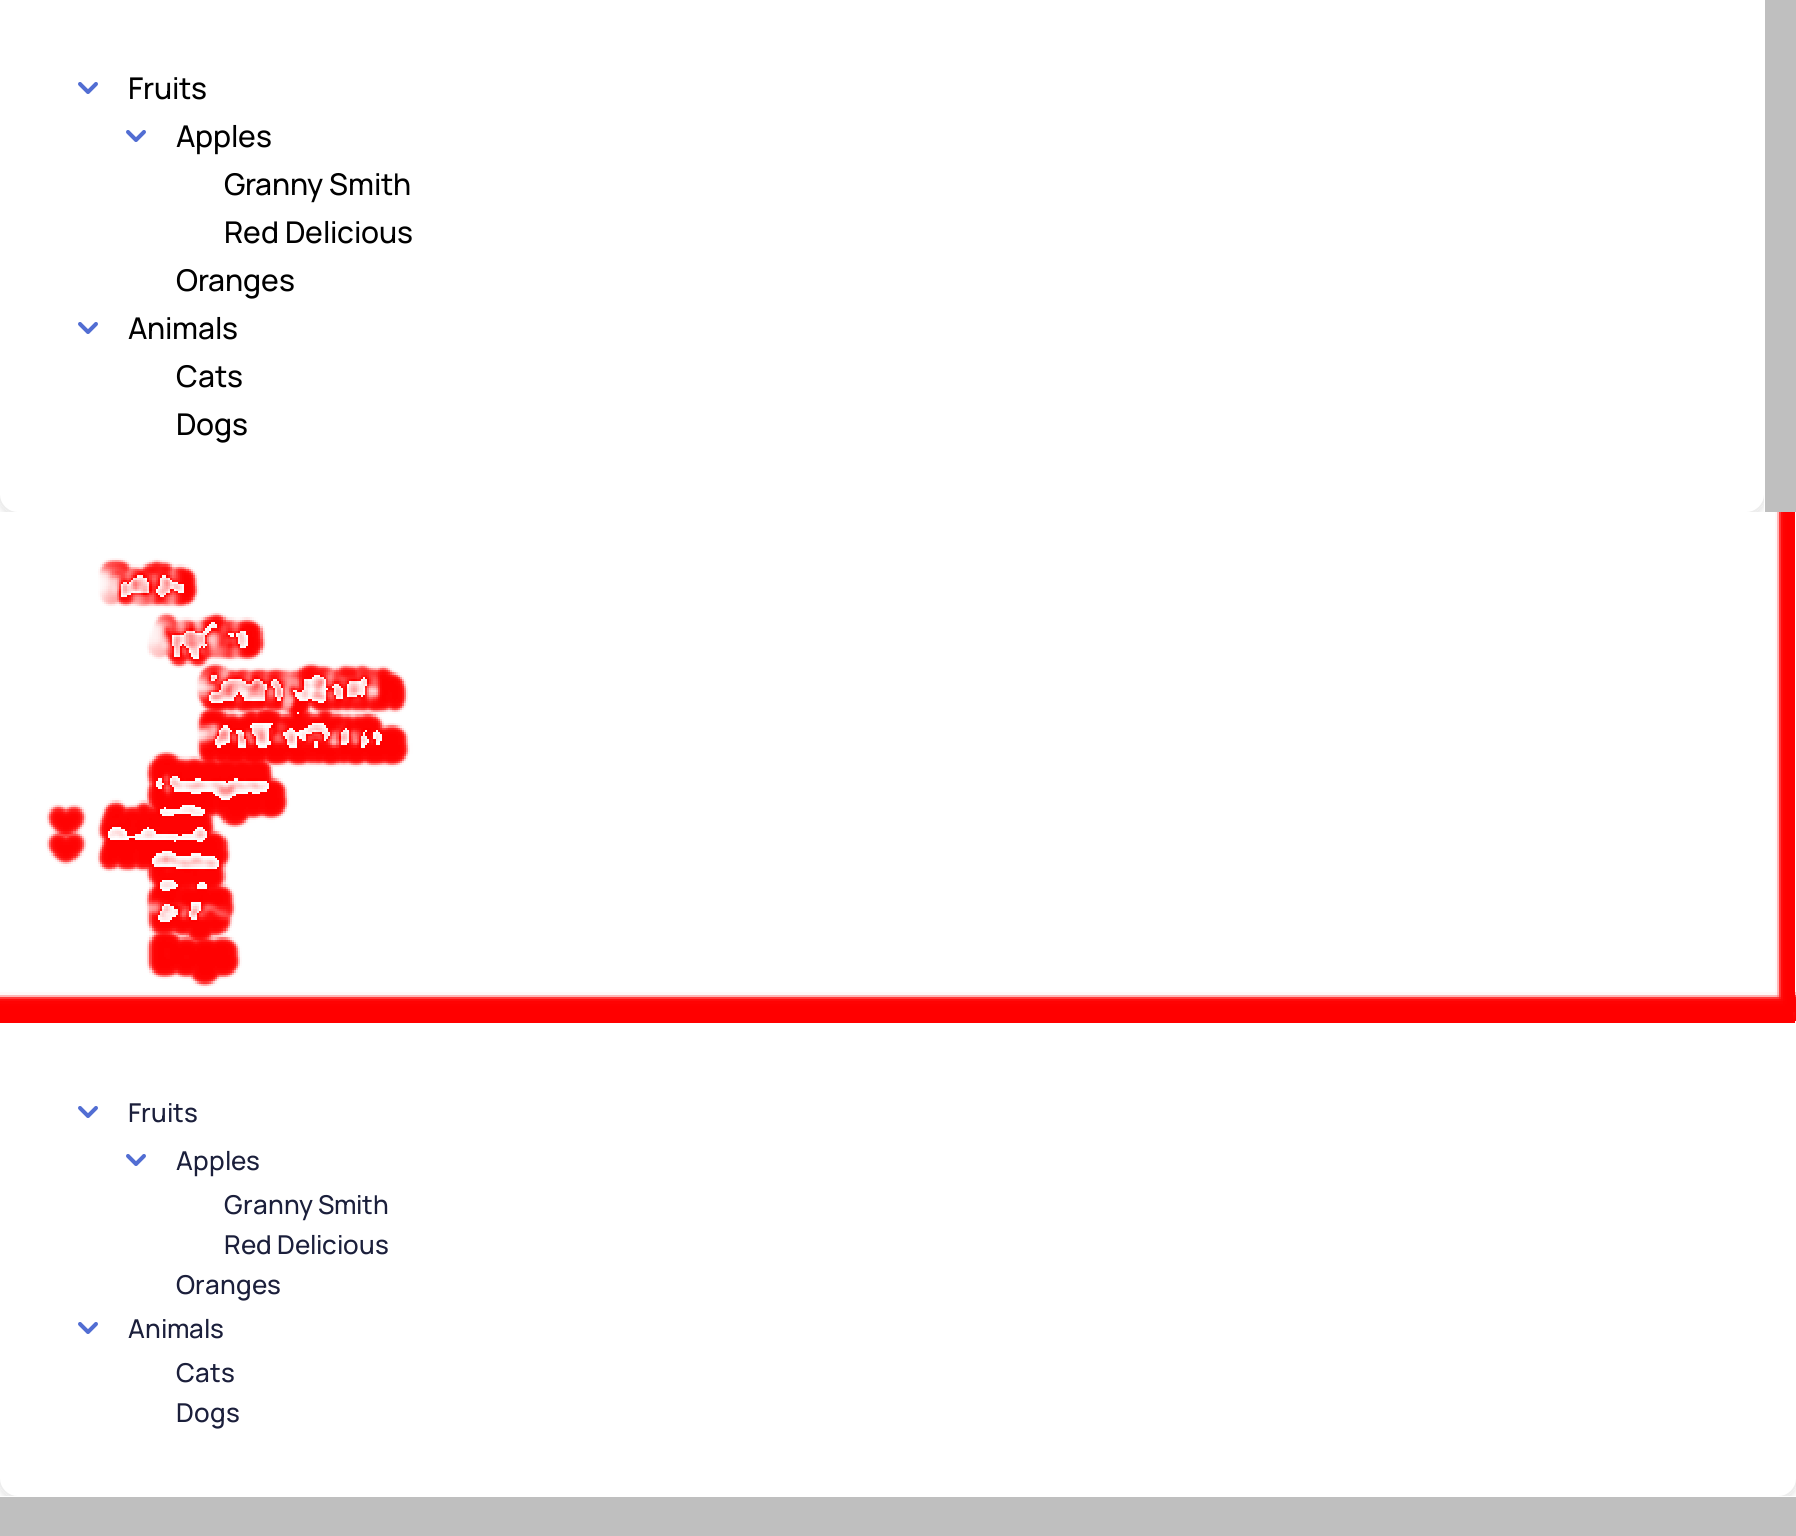 Fruits
Apples
Granny Smith
Red Delicious
Oranges
Animals
Cats
Dogs
Fruits
Apples
Granny Smith
Red Delicious
Oranges
Animals
Cats
Dogs